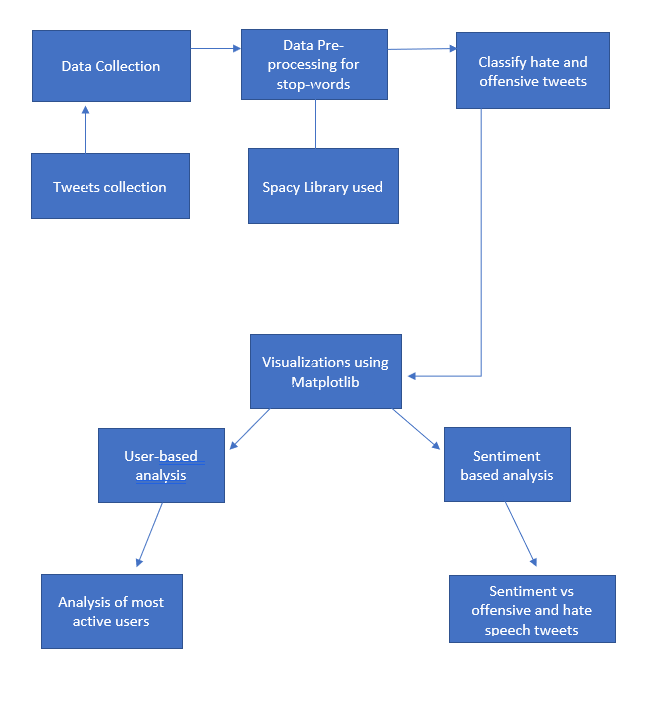 Data Collection
Data Pre-
processing for
stop-words
Classify hate and
offensive tweets
Tweets collection
Spacy Library used
Visualizations using
Matplotlib
User-based
analysis
Sentiment
based analysis
Analysis of most
active users
Sentiment vs
offensive and hate
speech tweets